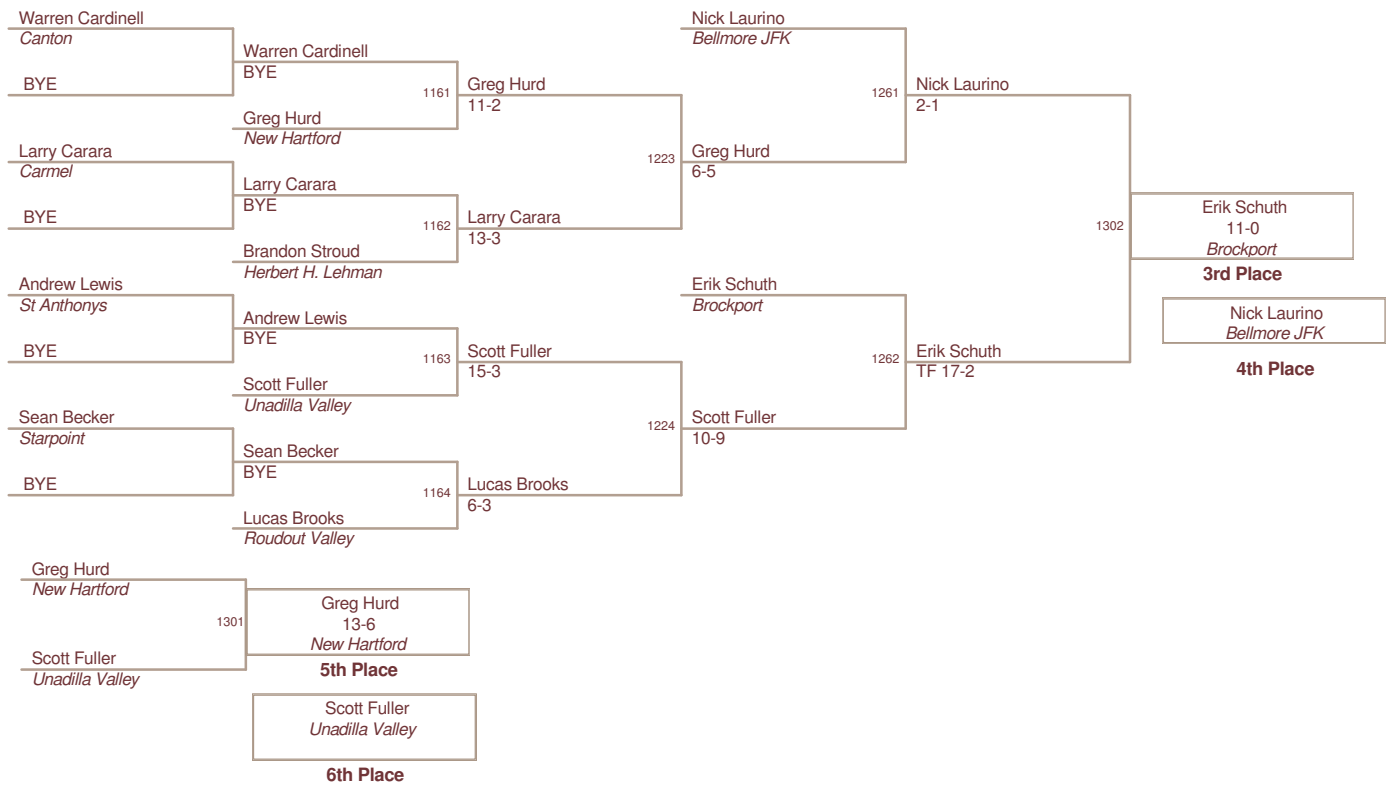 Warren Cardinell
Canton
BYE
Larry Carara
Carmel
BYE
Andrew Lewis
St Anthonys
BYE
Sean Becker
Starpoint
BYE
Warren Cardinell
BYE
1161
Greg Hurd
New Hartford
Larry Carara
BYE
1162
Brandon Stroud
Herbert H. Lehman
Andrew Lewis
BYE
1163
Scott Fuller
Unadilla Valley
Sean Becker
BYE
1164
Lucas Brooks
Roudout Valley
Greg Hurd
11-2
1223
Larry Carara
13-3
Scott Fuller
15-3
1224
Lucas Brooks
6-3
Nick Laurino
Bellmore JFK
1261
Greg Hurd
6-5
Erik Schuth
Brockport
1262
Scott Fuller
10-9
Nick Laurino
2-1
1302
Erik Schuth
TF 17-2
Erik Schuth
11-0
Brockport
3rd Place
Nick Laurino
Bellmore JFK
4th Place
Greg Hurd
New Hartford
1301
Scott Fuller
Unadilla Valley
Greg Hurd
13-6
New Hartford
5th Place
Scott Fuller
Unadilla Valley
6th Place